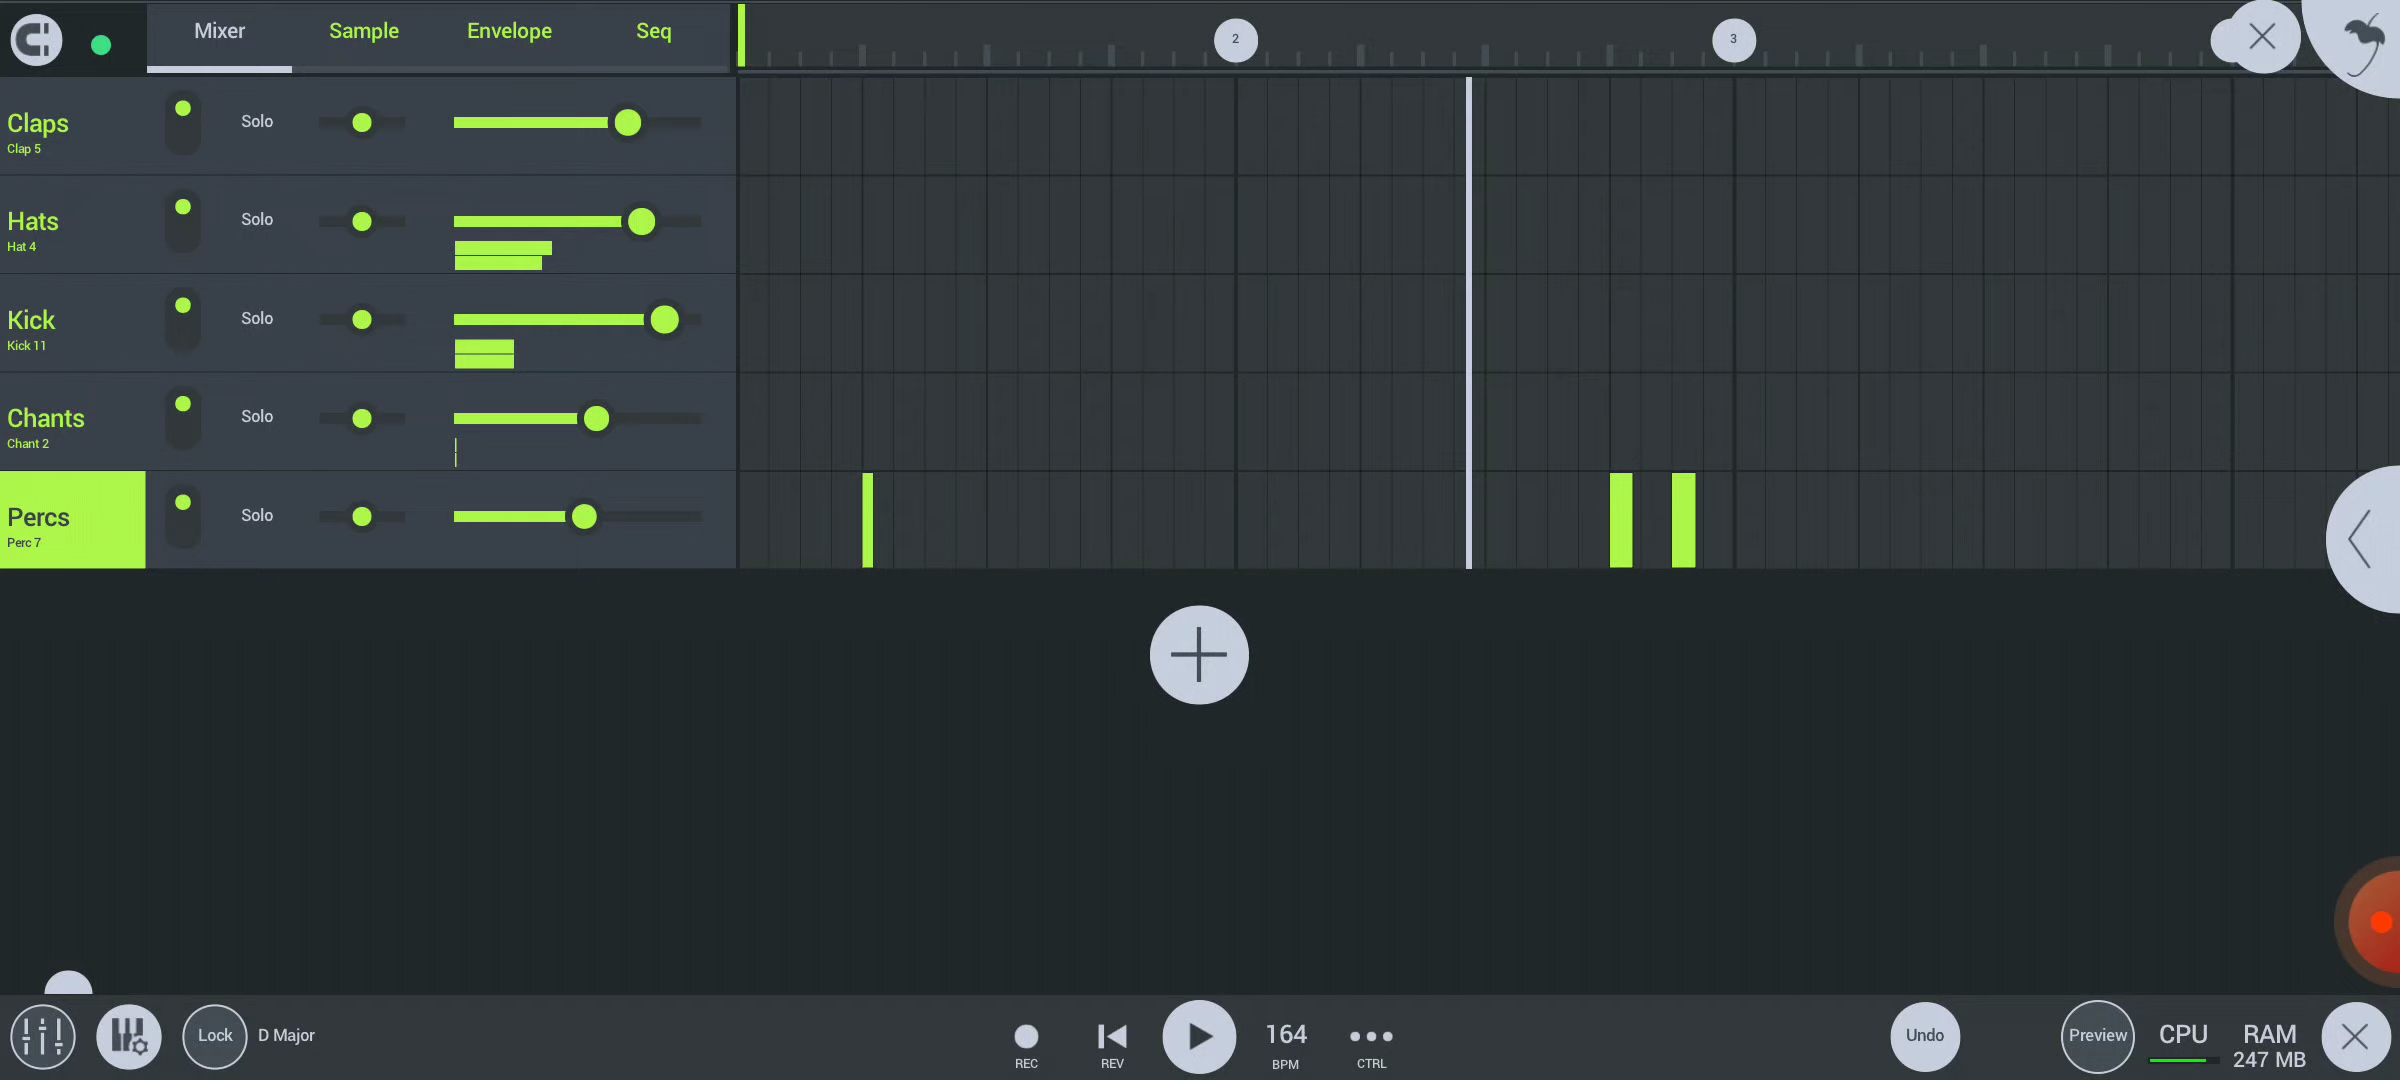 Mixer Sample Envelope Seq
2 3
Claps
Clap 5
Solo
Hats
Hat 4
Solo
Kick
Kick 11
Solo
Chants
Chant 2
Solo
Percs
Perc 7
Solo
Lock D Major
REC
REV
164
BPM
CTRL
Undo
Preview
CPU
RAM
247 MB